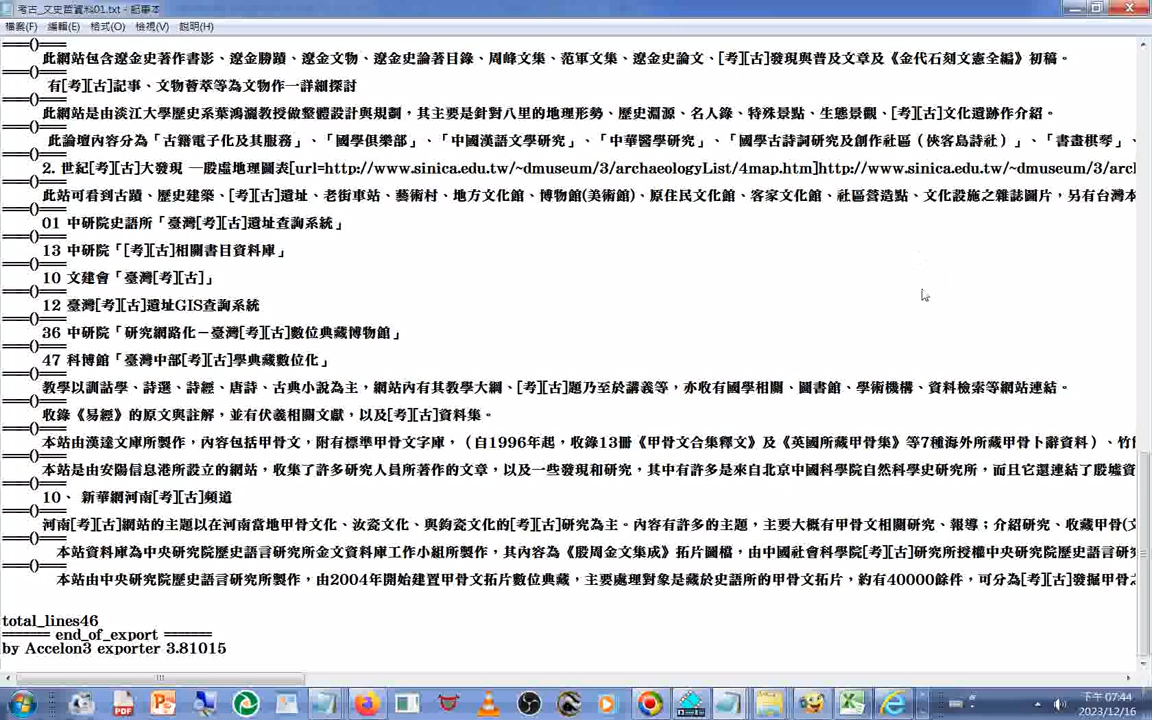 考古_文史哲資料01.txt - 記事本
檔案(F) 編輯(E) 格式(O) 檢視(V) 說明(H)
====()====
此網站包含遼金史著作書影、遼金勝蹟、遼金文物、遼金史論著目錄、周峰文集、范軍文集、遼金史論文、[考][古]發現與普及文章及《金代石刻文憲全編》初稿。
====()====
有[考][古]記事、文物薈萃等為文物作一詳細探討
====()====
此網站是由淡江大學歷史系葉鴻灑教授做整體設計與規劃，其主要是針對八里的地理形勢、歷史淵源、名人錄、特殊景點、生態景觀、[考][古]文化遺跡作介紹。
====()====
此論壇內容分為「古籍電子化及其服務」、「國學俱樂部」、「中國漢語文學研究」、「中華醫學研究」、「國學古詩詞研究及創作社區（俠客島詩社）」、「書畫棋琴、
====()====
2. 世紀[考][古]大發現 —殷虛地理圖表[url=http://www.sinica.edu.tw/~dmuseum/3/archaeologyList/4map.htm]http://www.sinica.edu.tw/~dmuseum/3/arcl
====()====
此站可看到古蹟、歷史建築、[考][古]遺址、老街車站、藝術村、地方文化館、博物館(美術館)、原住民文化館、客家文化館、社區營造點、文化設施之雜誌圖片，另有台灣本
====()====
01 中研院史語所「臺灣[考][古]遺址查詢系統」
====()====
13 中研院「[考][古]相關書目資料庫」
====()====
10 文建會「臺灣[考][古]」
====()====
12 臺灣[考][古]遺址GIS查詢系統
====()====
36 中研院「研究網路化－臺灣[考][古]數位典藏博物館」
====()====
47 科博館「臺灣中部[考][古]學典藏數位化」
====()====
教學以訓詁學、詩選、詩經、唐詩、古典小說為主，網站內有其教學大綱、[考][古]題乃至於講義等，亦收有國學相關、圖書館、學術機構、資料檢索等網站連結。
====()====
收錄《易經》的原文與註解，並有伏羲相關文獻，以及[考][古]資料集。
====()====
本站由漢達文庫所製作，內容包括甲骨文，附有標準甲骨文字庫，（自1996年起，收錄13冊《甲骨文合集釋文》及《英國所藏甲骨集》等7種海外所藏甲骨卜辭資料）、竹
====()====
本站是由安陽信息港所設立的網站，收集了許多研究人員所著作的文章，以及一些發現和研究，其中有許多是來自北京中國科學院自然科學史研究所，而且它還連結了殷墟資
====()====
10、 新華網河南[考][古]頻道
====()====
河南[考][古]網站的主題以在河南當地甲骨文化、汝瓷文化、與鈞瓷文化的[考][古]研究為主。內容有許多的主題，主要大概有甲骨文相關研究、報導；介紹研究、收藏甲骨(文
====()====
本站資料庫為中央研究院歷史語言研究所金文資料庫工作小組所製作，其內容為《殷周金文集成》拓片圖檔，由中國社會科學院[考][古]研究所授權中央研究院歷史語言研究
====()====
本站由中央研究院歷史語言研究所製作，由2004年開始建置甲骨文拓片數位典藏，主要處理對象是藏於史語所的甲骨文拓片，約有40000餘件，可分為[考][古]發掘甲骨之
total_lines46
====== end_of_export ======
by Accelon3 exporter 3.81015
下午 07:44
2023/12/16